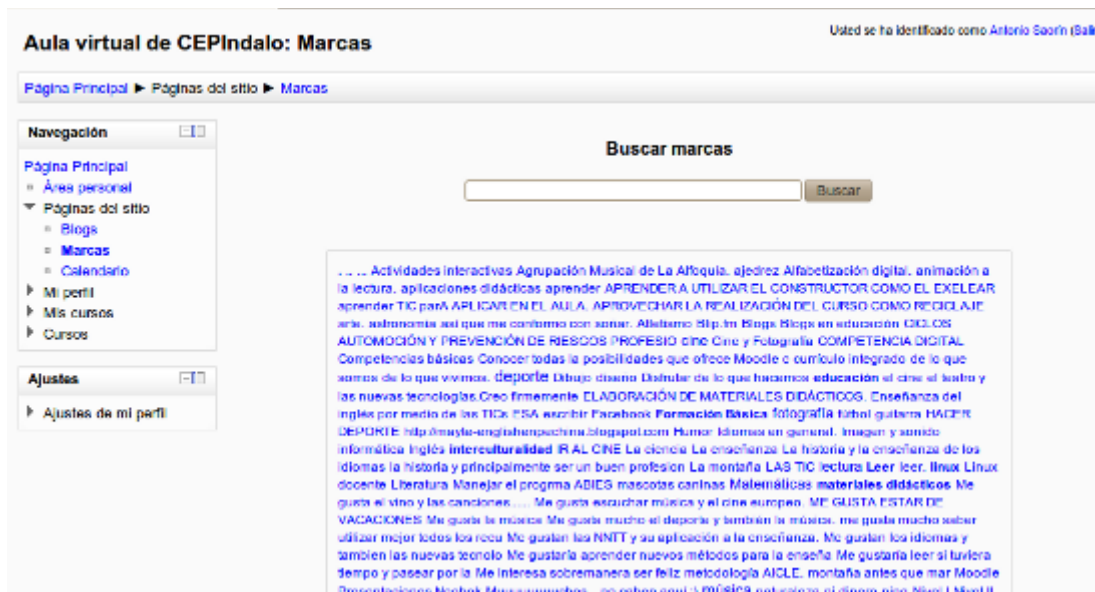 Usted se ha identificado como Antonio Saorín (Salir
Aula virtual de CEPIndalo: Marcas
Página Principal ► Páginas del sitio ► Marcas
Navegación
Página Principal
Área personal
Páginas del sitio
Blogs
Marcas
Calendario
Mi perfil
Mis cursos
Cursos
Ajustes
Ajustes de mi perfil
Buscar marcas
Buscar
. .. ... Actividades interactivas Agrupación Musical de La Alfoquia. ajedrez Alfabetización digital. animación a
la lectura. aplicaciones didácticas aprender APRENDER A UTILIZAR EL CONSTRUCTOR COMO EL EXELEAR
aprender TIC parA APLICAR EN EL AULA. APROVECHAR LA REALIZACIÓN DEL CURSO COMO RECICLAJE
arte. astronomía así que me conformo con sonar. Atletismo Blip.fm Blogs Blogs en educación CICLOS
AUTOMOCIÓN Y PREVENCIÓN DE RIESGOS PROFESIO cine Cine y Fotografía COMPETENCIA DIGITAL
Competencias básicas Conocer todas la posibilidades que ofrece Moodle c currículo integrado de lo que
somos de lo que vivimos. deporte Dibujo diseno Disfrutar de lo que hacemos educación el cine el teatro y
las nuevas tecnologías.Creo firmemente ELABORACIÓN DE MATERIALES DIDÁCTICOS. Enseñanza del
inglés por medio de las TICs ESA escribir Facebook Formación Básica fotografía fútbol guitarra HACER
DEPORTE http://mayte-englishenpechina.blogspot.com Humor Idiomas en general. Imagen y sonido
informática Inglés interculturalidad IR AL CINE La ciencia La enseñanza La historia y la enseñanza de los
idiomas la historia y principalmente ser un buen profesion La montaña LAS TIC lectura Leer leer. linux Linux
docente Literatura Manejar el progrma ABIES mascotas caninas Matemáticas materiales didácticos Me
gusta el vino y las canciones..... Me gusta escuchar música y el cine europeo. ME GUSTA ESTAR DE
VACACIONES Me gusta la música Me gusta mucho el deporte y también la música. me gusta mucho saber
utilizar mejor todos los recu Me gustan las NNTT y su aplicación a la enseñanza. Me gustan los idiomas y
tambien las nuevas tecnolo Me gustaría aprender nuevos métodos para la enseña Me gustaría leer si tuviera
tiempo y pasear por la Me interesa sobremanera ser feliz metodología AICLE. montaña antes que mar Moodle
música naturaleza ni dinero